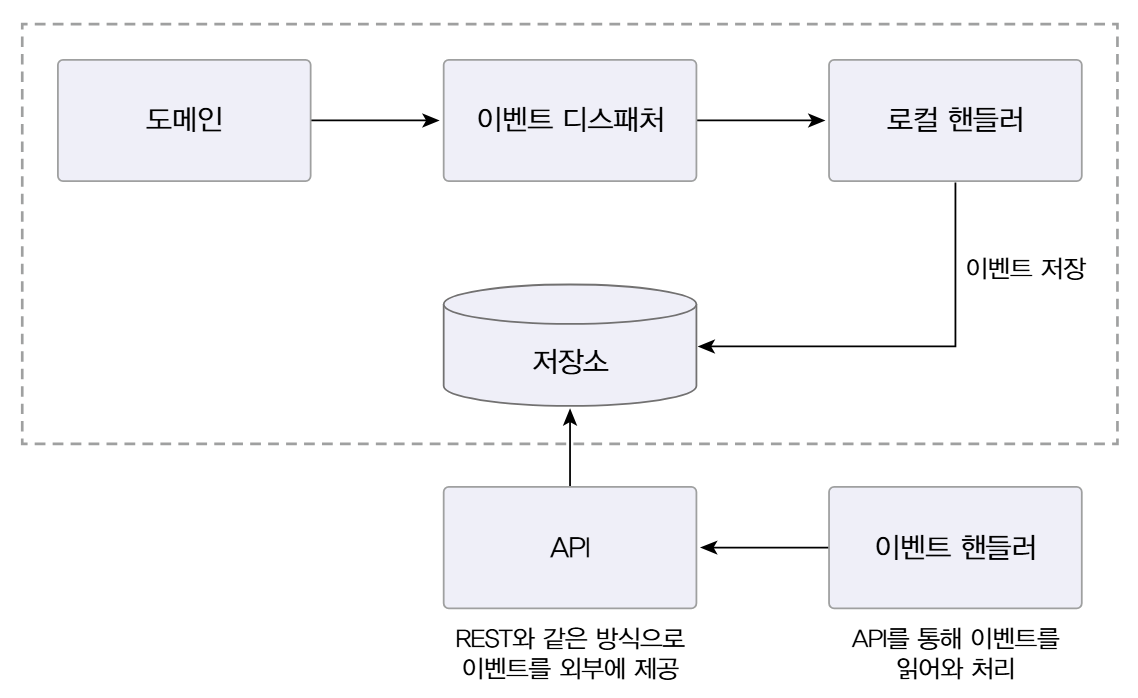 도메인
이벤트 디스패처
로컬 핸들러
이벤트 저장
저장소
API
이벤트 핸들러
REST와 같은 방식으로
이벤트를 외부에 제공
API를 통해 이벤트를
읽어와 처리